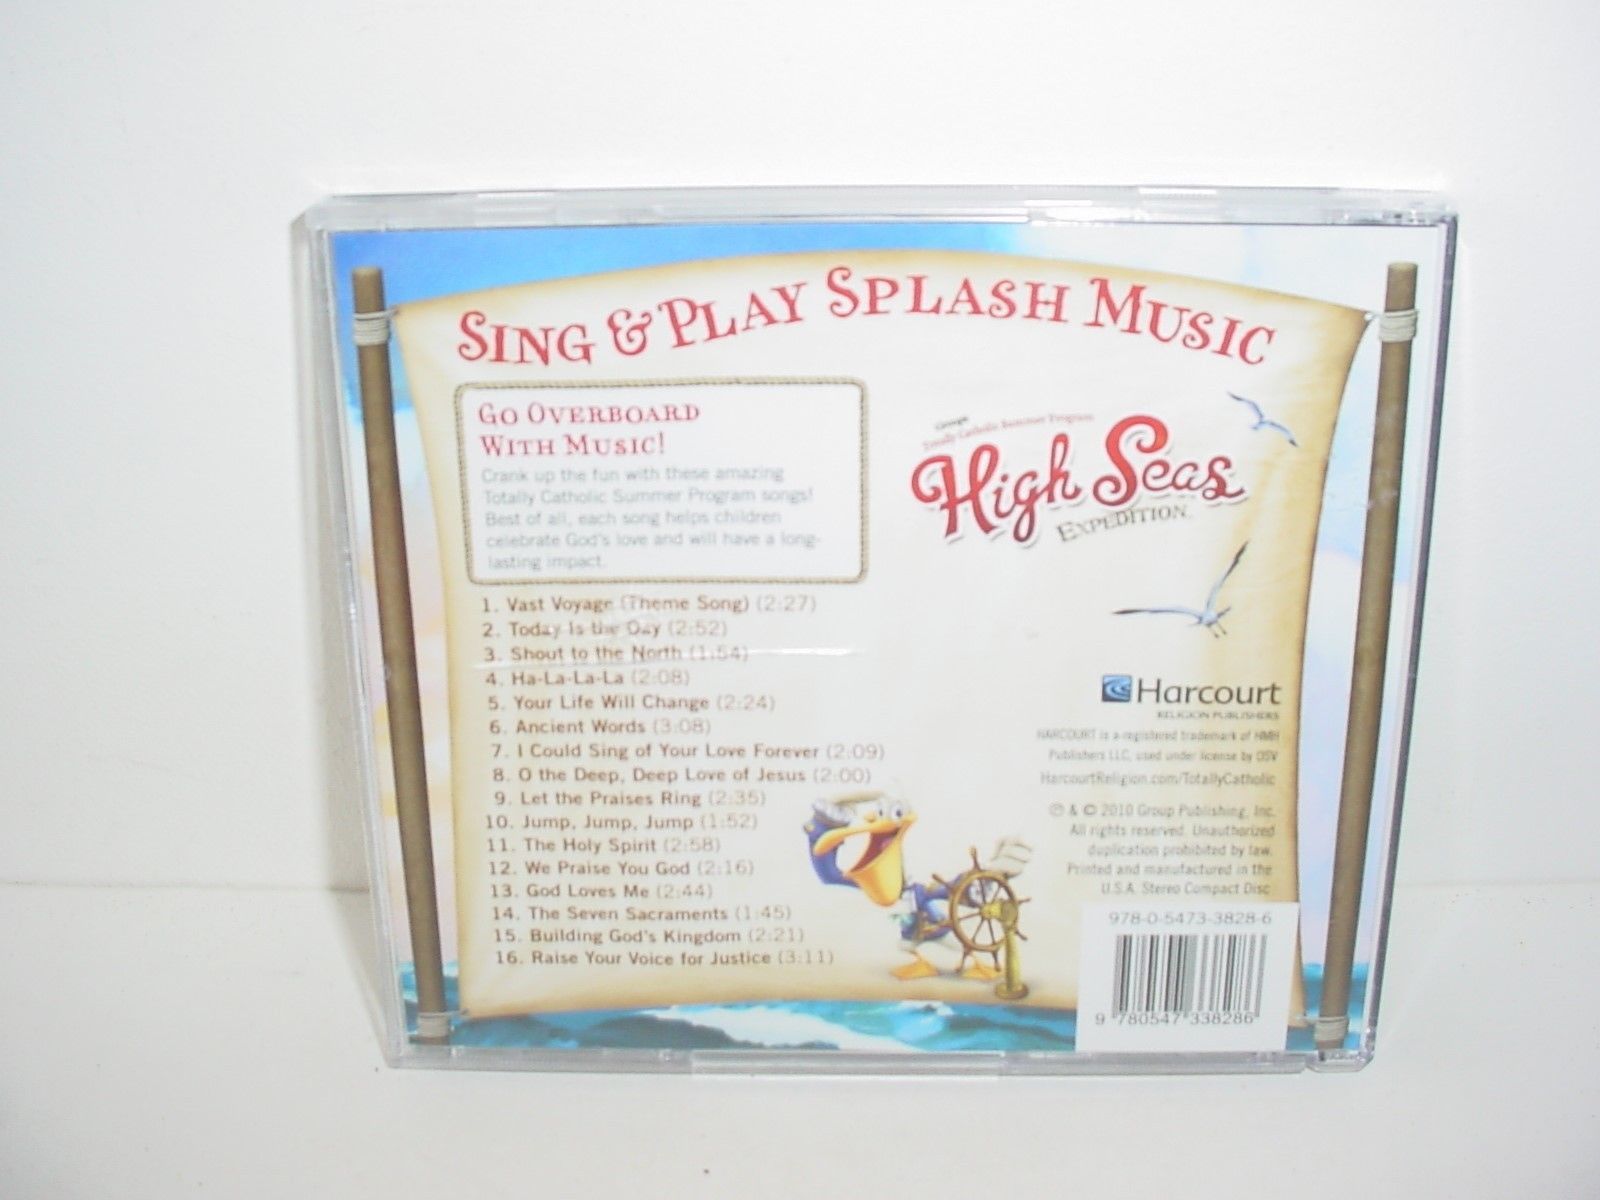 SING & PLAY SPLASH MUSIC
GO OVERBOARD
WITH MUSIC!
Crank up the fun with these amazing
Totally Catholic Summer Program songs!
Best of all, each song helps children
celebrate God's love and will have a long-
lasting impact.
Group's
Totally Catholic Summer Program
High Seas
EXPEDITION™
1. Vast Voyage (Theme Song) (2:27)
2. Today Is the Day (2:52)
3. Shout to the North (1:54)
4. Ha-La-La-La (2:08)
5. Your Life Will Change (2:24)
6. Ancient Words (3:08)
7. I Could Sing of Your Love Forever (2:09)
8. O the Deep, Deep Love of Jesus (2:00)
9. Let the Praises Ring (2:35)
10. Jump, Jump, Jump (1:52)
11. The Holy Spirit (2:58)
12. We Praise You God (2:16)
13. God Loves Me (2:44)
14. The Seven Sacraments (1:45)
15. Building God's Kingdom (2:21)
16. Raise Your Voice for Justice (3:11)
Harcourt
RELIGION PUBLISHERS
HARCOURT is a registered trademark of HMH
Publishers LLC, used under license by OSV
HarcourtReligion.com/TotallyCatholic
℗ & © 2010 Group Publishing, Inc.
All rights reserved. Unauthorized
duplication prohibited by law.
Printed and manufactured in the
U.S.A. Stereo Compact Disc
978-0-5473-3828-6
9 780547 338286